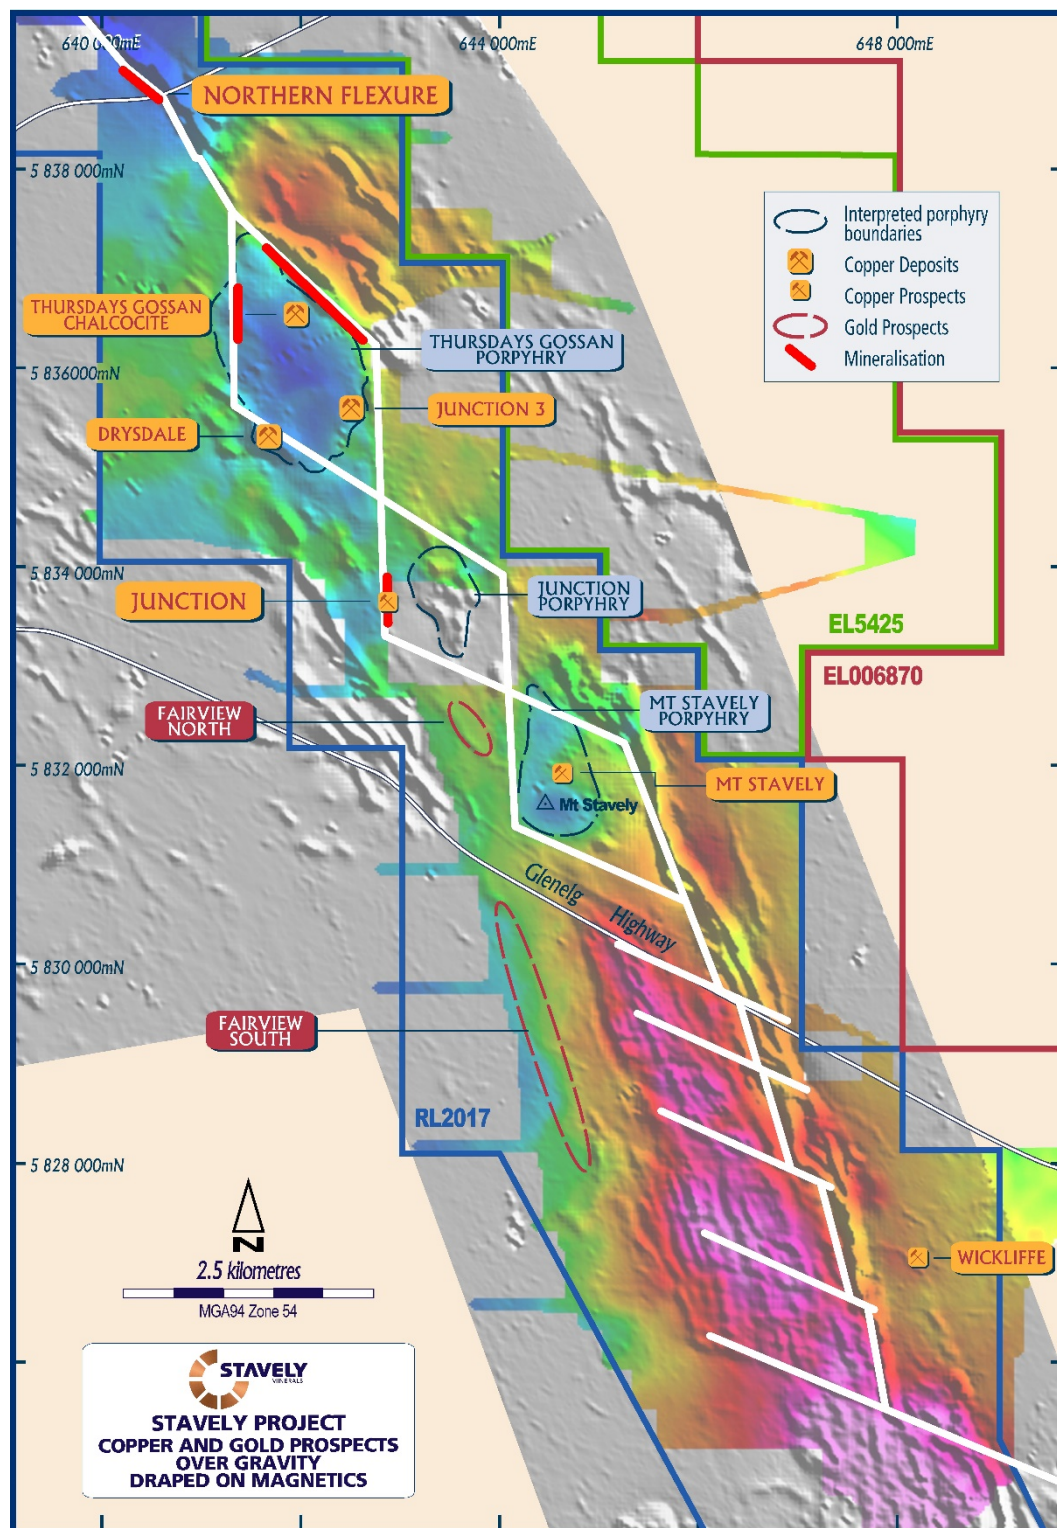 640 000mE
644 000mE
648 000mE
NORTHERN FLEXURE
5 838 000mN
Interpreted porphyry
boundaries
Copper Deposits
Copper Prospects
Gold Prospects
Mineralisation
THURSDAYS GOSSAN
CHALCOCITE
THURSDAYS GOSSAN
PORPYHRY
5 836000mN
JUNCTION 3
DRYSDALE
5 834 000mN
JUNCTION
JUNCTION
PORPYHRY
EL5425
EL006870
FAIRVIEW
NORTH
MT STAVELY
PORPYHRY
5 832 000mN
MT STAVELY
Mt Stavely
Glenelg Highway
5 830 000mN
FAIRVIEW
SOUTH
RL2017
5 828 000mN
N
2.5 kilometres
MGA94 Zone 54
WICKLIFFE
STAVELY
MINERALS
STAVELY PROJECT
COPPER AND GOLD PROSPECTS
OVER GRAVITY
DRAPED ON MAGNETICS